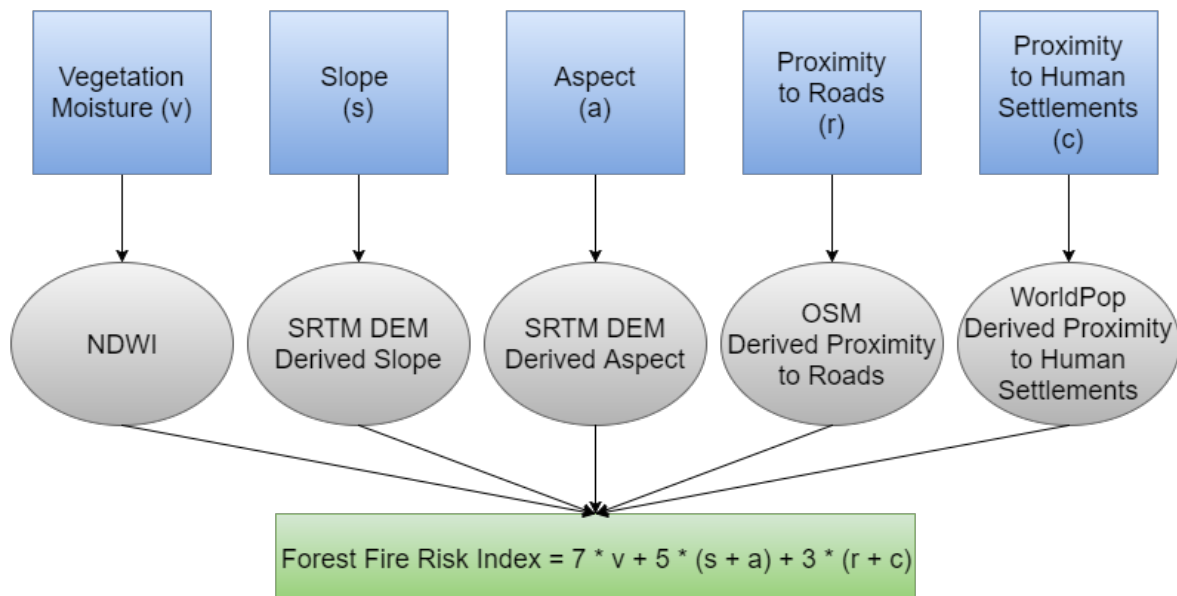 Vegetation
Moisture (v)
Slope
(s)
Aspect
(a)
Proximity
to Roads
(r)
Proximity
to Human
Settlements
(c)
NDWI
SRTM DEM
Derived Slope
SRTM DEM
Derived Aspect
OSM
Derived Proximity
to Roads
WorldPop
Derived Proximity
to Human
Settlements
Forest Fire Risk Index = 7 * v + 5 * (s + a) + 3 * (r + c)